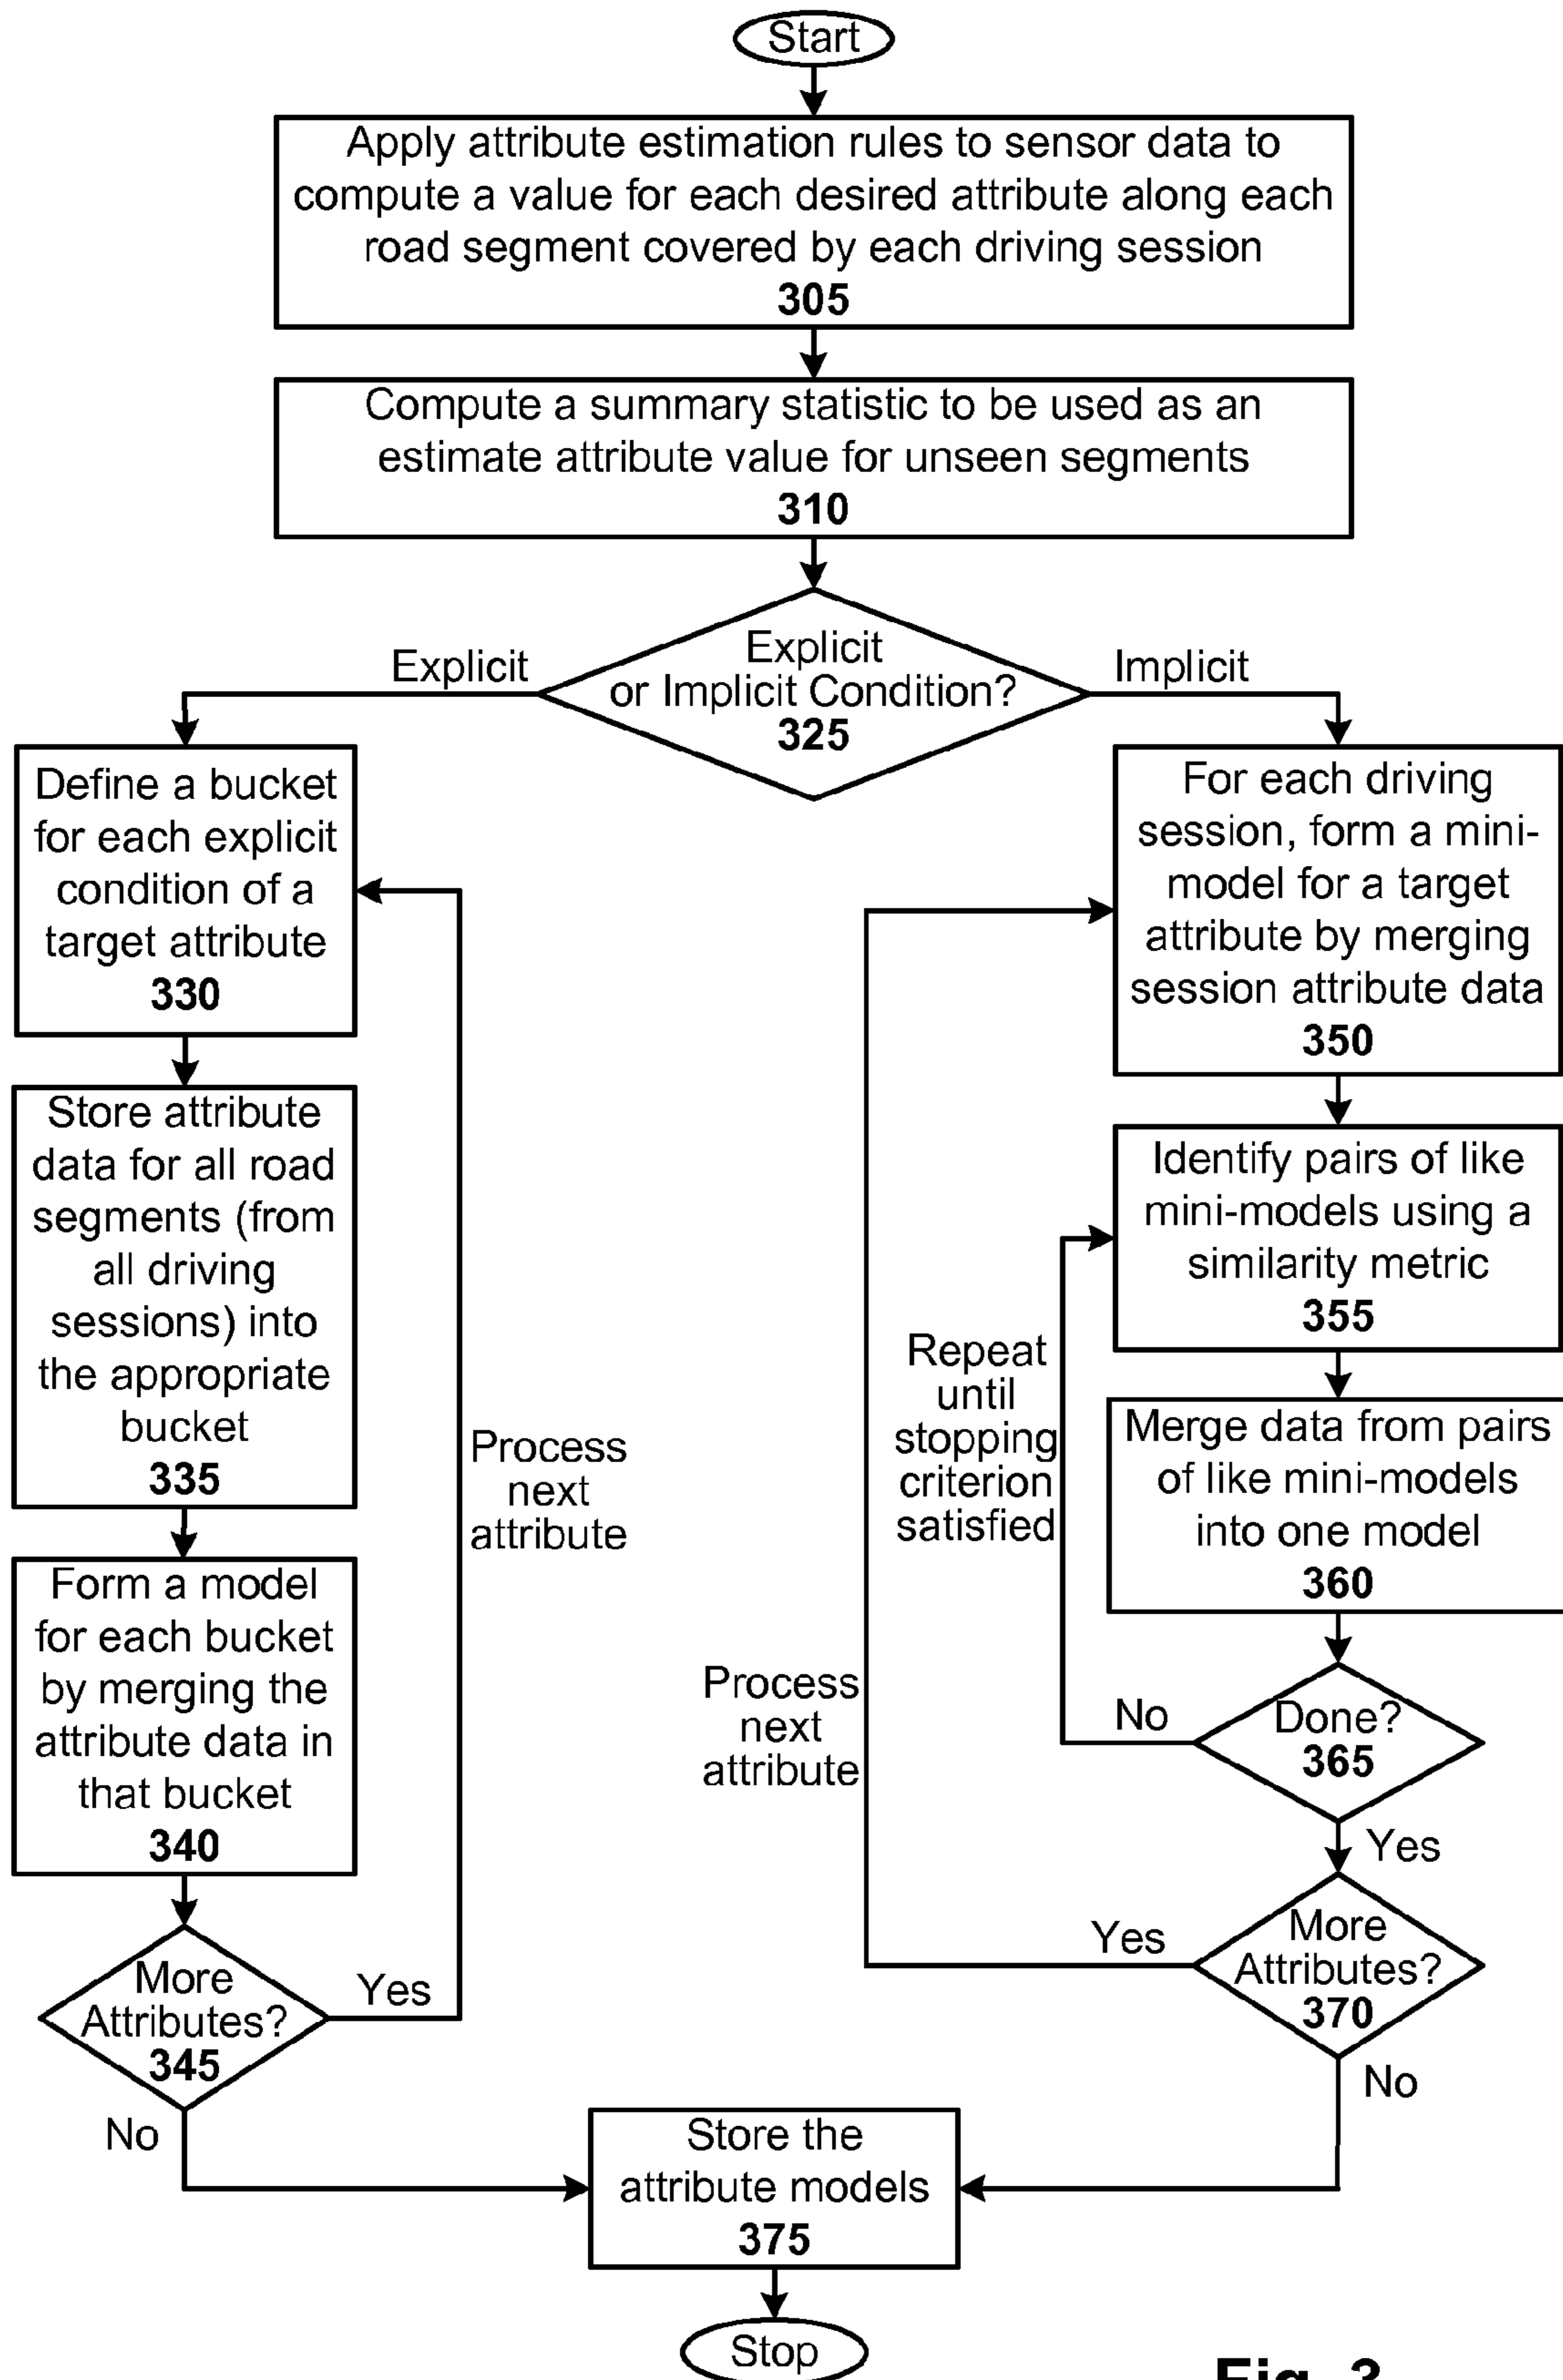 Start
Apply attribute estimation rules to sensor data to
compute a value for each desired attribute along each
road segment covered by each driving session
305
Compute a summary statistic to be used as an
estimate attribute value for unseen segments
310
Explicit
or Implicit Condition?
325
Explicit
Implicit
Define a bucket
for each explicit
condition of a
target attribute
330
Store attribute
data for all road
segments (from
all driving
sessions) into
the appropriate
bucket
335
Form a model
for each bucket
by merging the
attribute data in
that bucket
340
More
Attributes?
345
Yes
No
Process
next
attribute
For each driving
session, form a mini-
model for a target
attribute by merging
session attribute data
350
Identify pairs of like
mini-models using a
similarity metric
355
Merge data from pairs
of like mini-models
into one model
360
Done?
365
No
Repeat
until
stopping
criterion
satisfied
Yes
More
Attributes?
370
Yes
Process
next
attribute
No
Store the
attribute models
375
Stop
Fig. 3